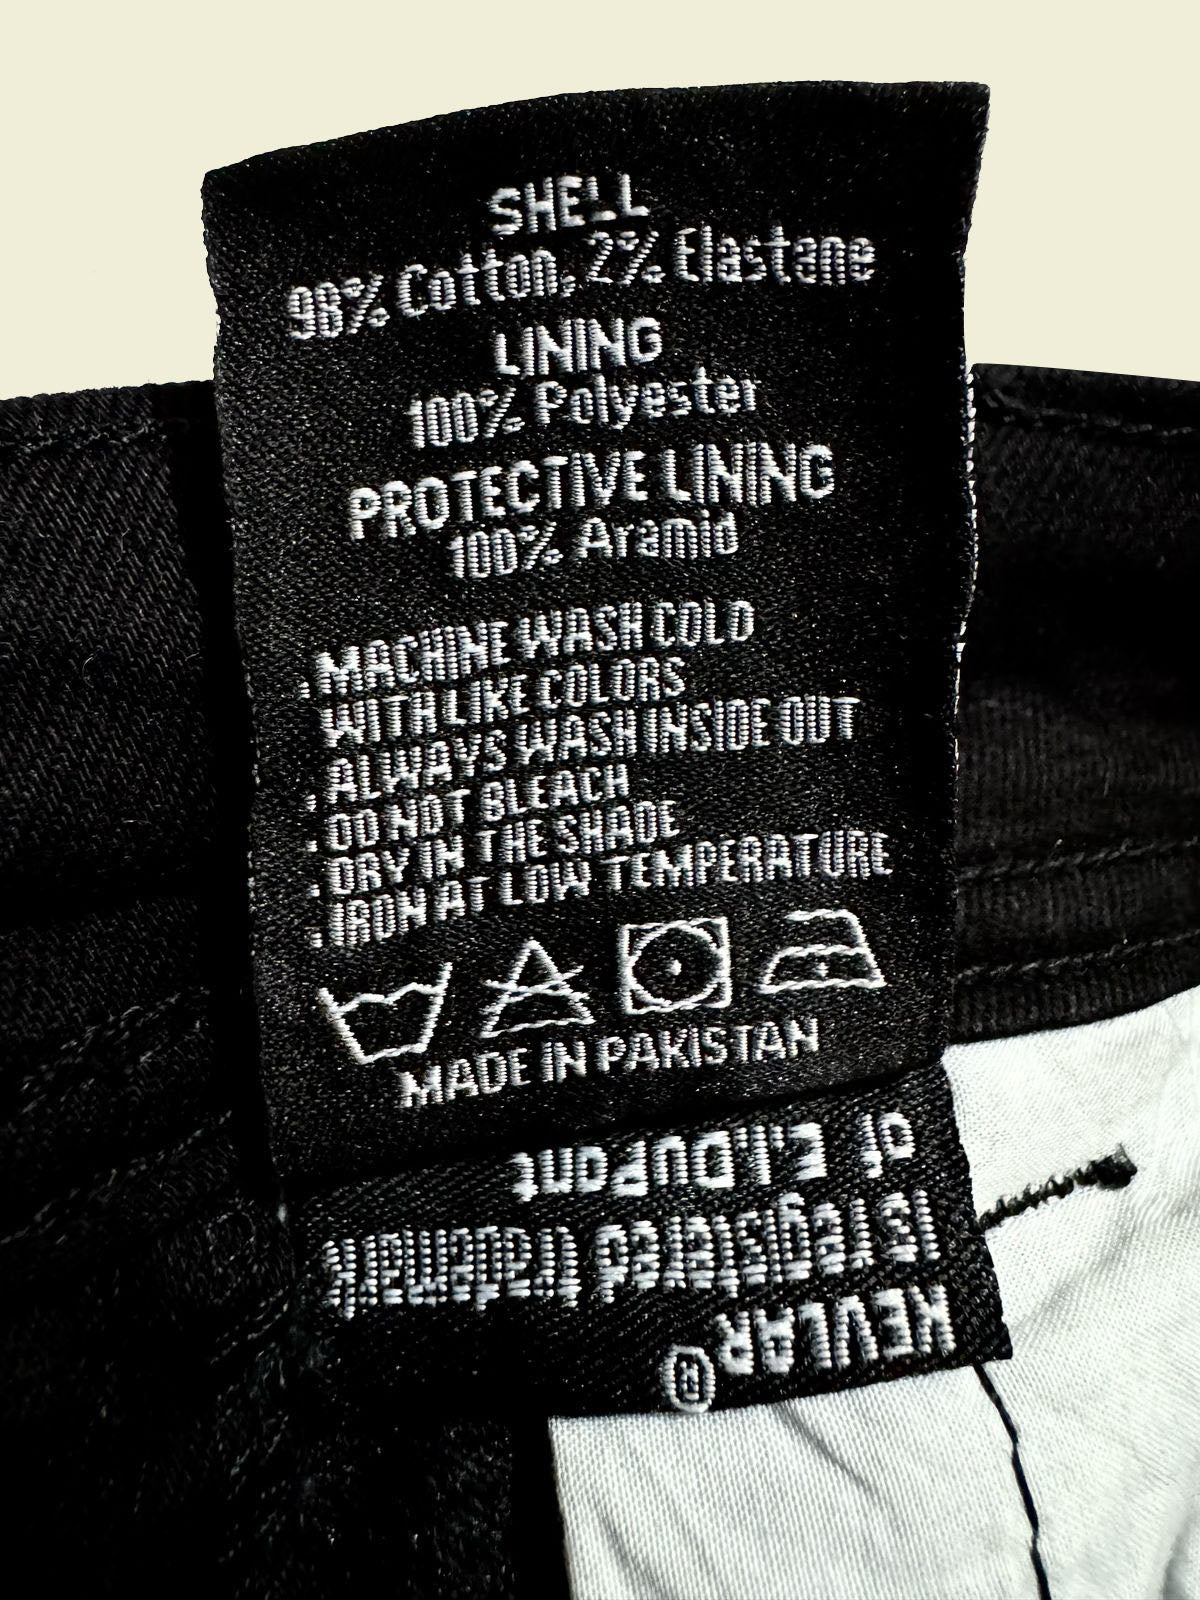 SHELL
98% Cotton, 2% Elastane
LINING
100% Polyester
PROTECTIVE LINING
100% Aramid
. MACHINE WASH COLD
WITH LIKE COLORS
. ALWAYS WASH INSIDE OUT
. DO NOT BLEACH
. DRY IN THE SHADE
. IRON AT LOW TEMPERATURE
MADE IN PAKISTAN
KEVLAR®
is registered trademark
of E.I.DuPont